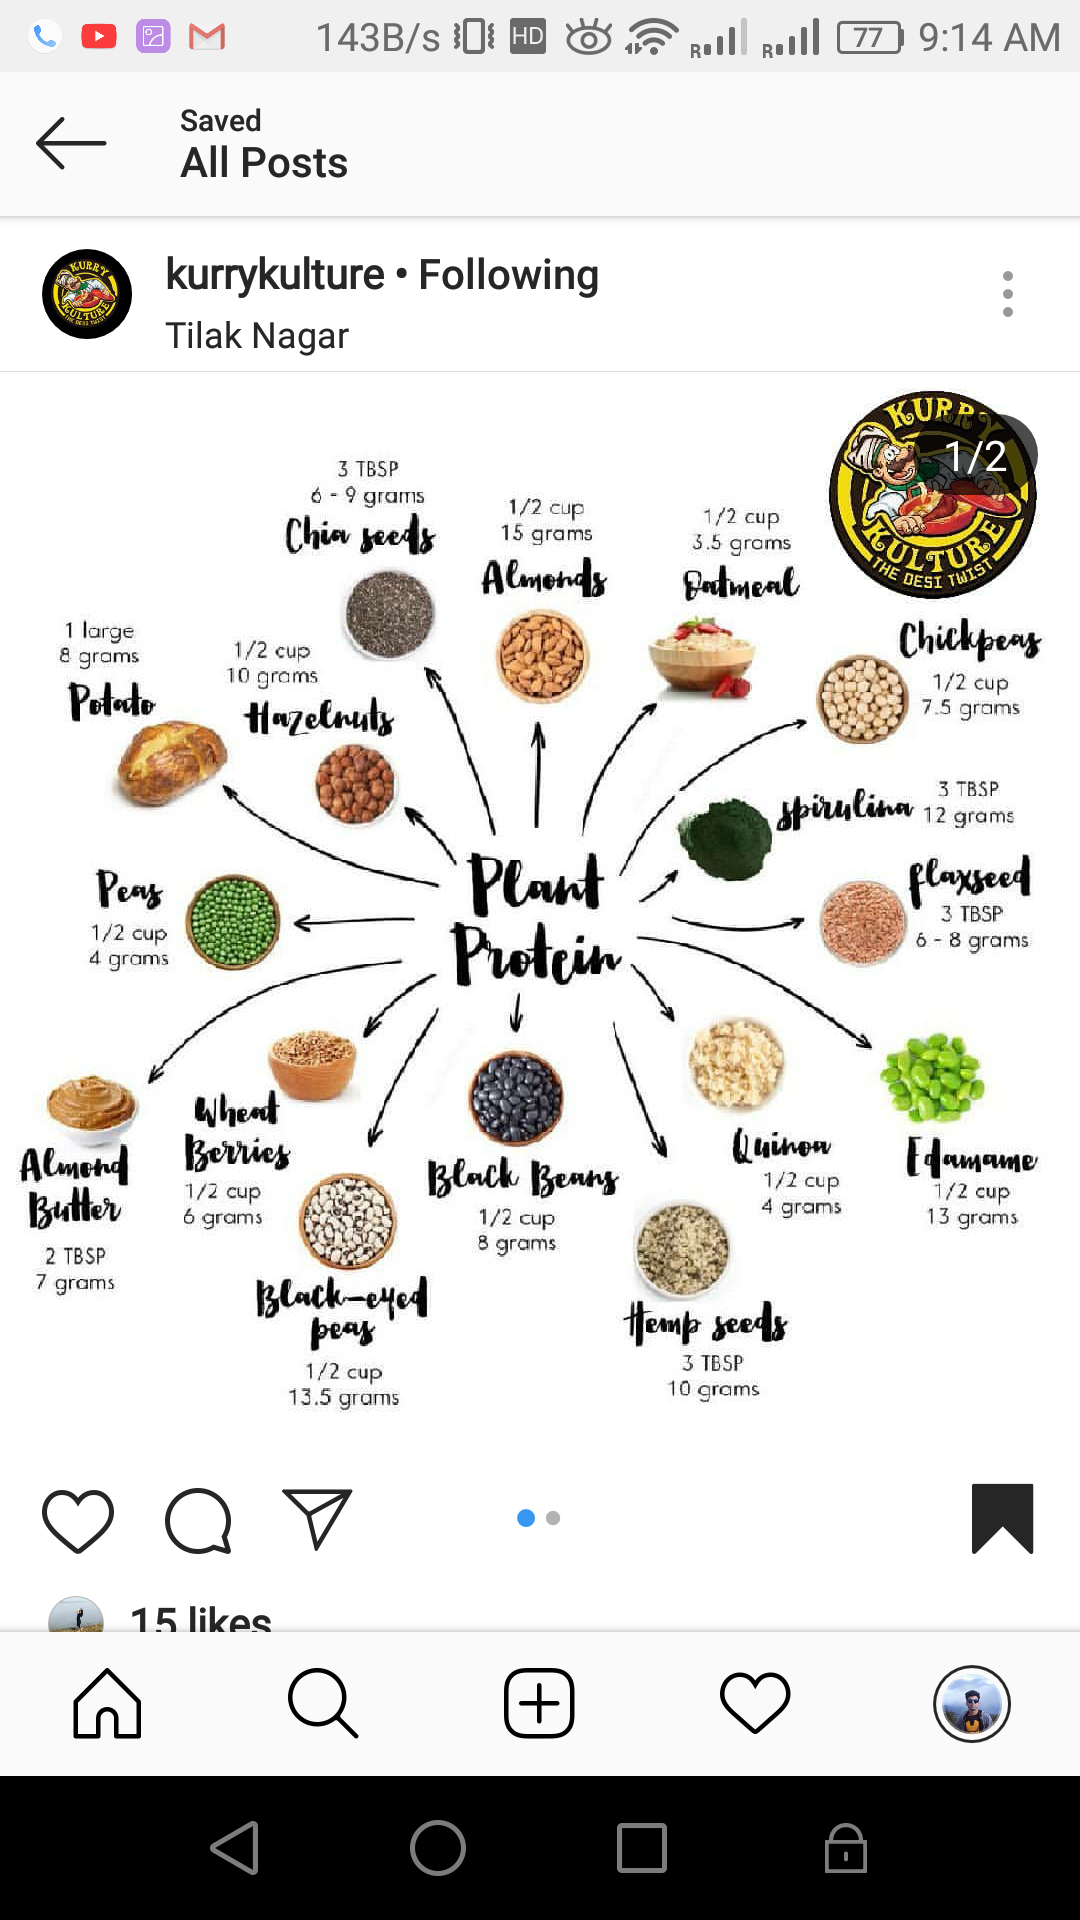 143B/s HD 77 9:14 AM
Saved
All Posts
kurrykulture • Following
Tilak Nagar
KURRY
KULTURE
THE DESI TWIST
1/2
KURRY
KULTURE
THE DESI TWIST
3 TBSP
6 - 9 grams
Chia seeds
1/2 cup
15 grams
Almonds
1/2 cup
3.5 grams
Oatmeal
Chickpeas
1/2 cup
7.5 grams
1 large
8 grams
Potato
1/2 cup
10 grams
Hazelnuts
spirulina
3 TBSP
12 grams
Plant
Protein
flaxseed
3 TBSP
6 - 8 grams
Peas
1/2 cup
4 grams
Almond
Butter
2 TBSP
7 grams
Wheat
Berries
1/2 cup
6 grams
Black-eyed
peas
1/2 cup
13.5 grams
Black Beans
1/2 cup
8 grams
Hemp seeds
3 TBSP
10 grams
Quinoa
1/2 cup
4 grams
Edamame
1/2 cup
13 grams
15 likes